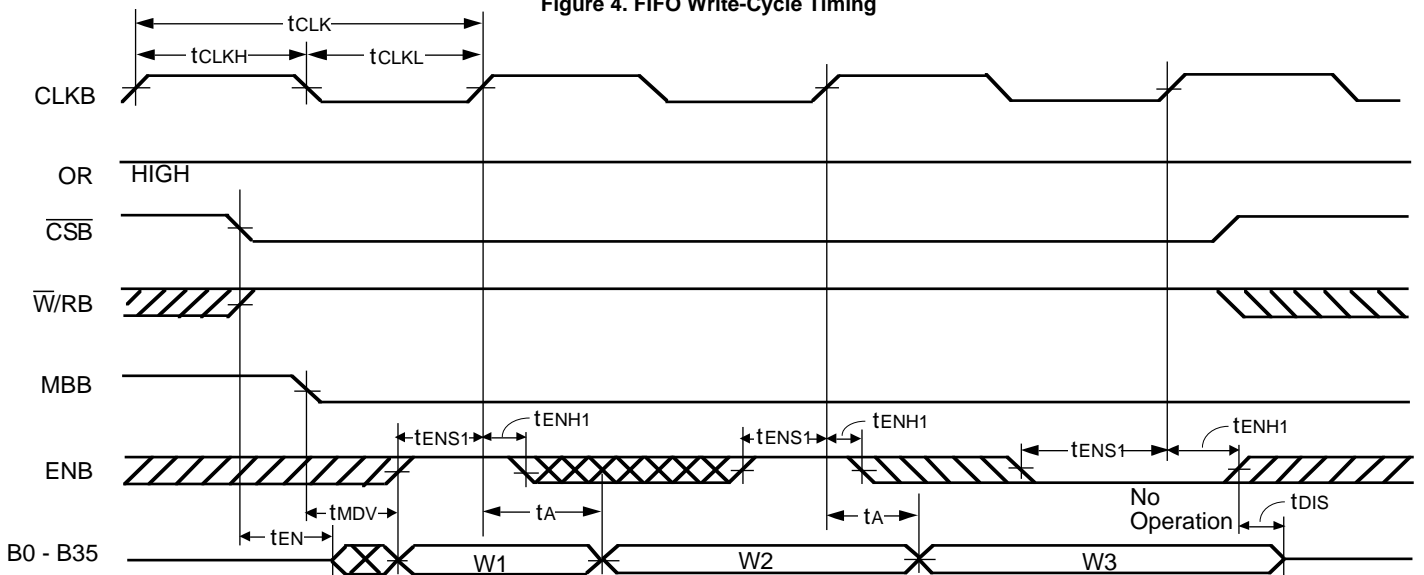 Figure 4. FIFO Write-Cycle Timing
tCLK
tCLKH
tCLKL
CLKB
OR
HIGH
CSB
W/RB
MBB
tENS1
tENH1
tENS1
tENH1
tENS1
tENH1
ENB
tMDV
tA
tA
No
Operation
tDIS
tEN
B0 - B35
W1
W2
W3